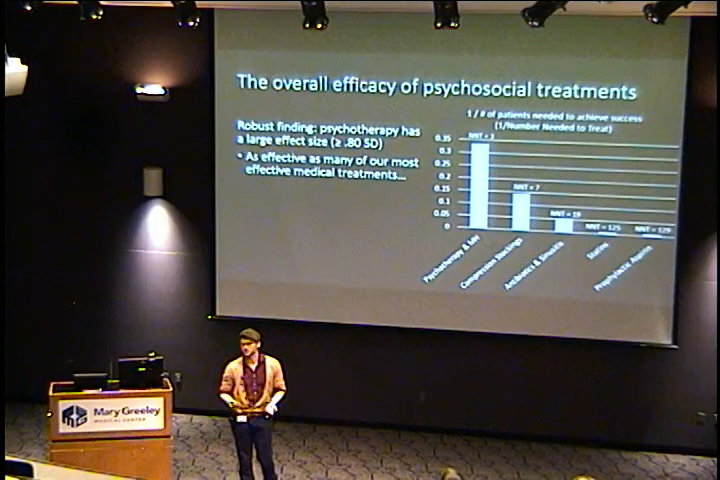 The overall efficacy of psychosocial treatments
Robust finding: psychotherapy has
a large effect size (≥ .80 SD)
• As effective as many of our most
effective medical treatments...
1 / # of patients needed to achieve success
(1/Number Needed to Treat)
0.35
0.3
0.25
0.2
0.15
0.1
0.05
0
NNT = 3
NNT = 7
NNT = 19
NNT = 125
NNT = 129
Psychotherapy &
Compression Stockings
Antibiotics & Sinusitis
Statins
Prophylactic Aspirin
Mary Greeley
MEDICAL CENTER